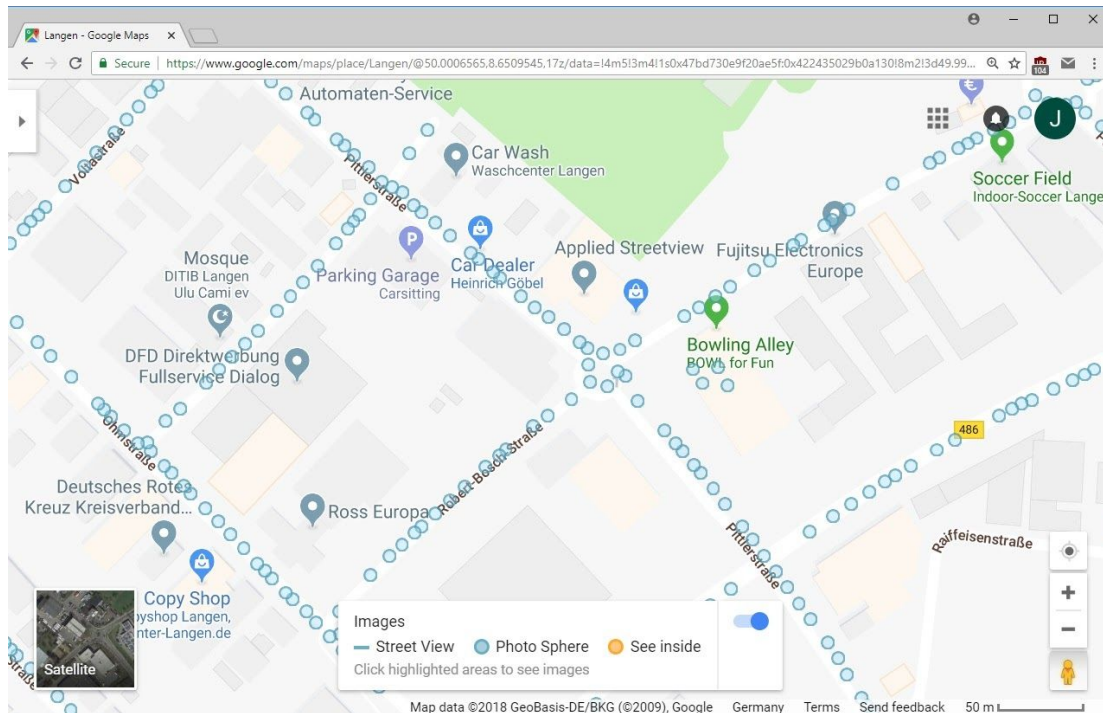 Langen - Google Maps
Secure | https://www.google.com/maps/place/Langen/@50.0006565,8.6509545,17z/data=!4m5!3m4!1s0x47bd730e9f20ae5f:0x422435029b0a130!8m2!3d49.99...
104
Automaten-Service
€
J
Voltastraße
Pittlerstraße
Car Wash
Waschcenter Langen
Soccer Field
Indoor-Soccer Lange
Mosque
DITIB Langen
Ulu Cami ev
P
Parking Garage
Carsitting
Car Dealer
Heinrich Göbel
Applied Streetview
Fujitsu Electronics
Europe
DFD Direktwerbung
Fullservice Dialog
Bowling Alley
BOWL for Fun
Ohmstraße
Robert-Bosch-Straße
486
Deutsches Rotes
Kreuz Kreisverband...
Ross Europa
Pittlerstraße
Raiffeisenstraße
Copy Shop
pyshop Langen,
nter-Langen.de
Satellite
raße
Images
Street View
Photo Sphere
See inside
Click highlighted areas to see images
+
−
Map data ©2018 GeoBasis-DE/BKG (©2009), Google
Germany
Terms
Send feedback
50 m